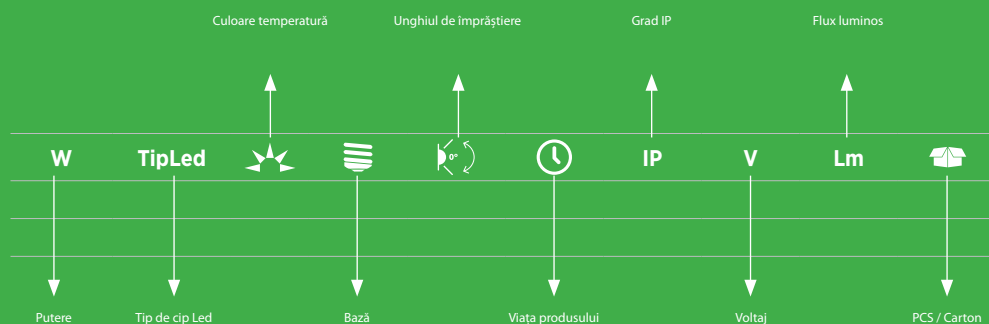 Culoare temperatură Unghiul de împrăștiere Grad IP Flux luminos
W TipLed 0° IP V Lm
Putere Tip de cip Led Bază Viața produsului Voltaj PCS / Carton